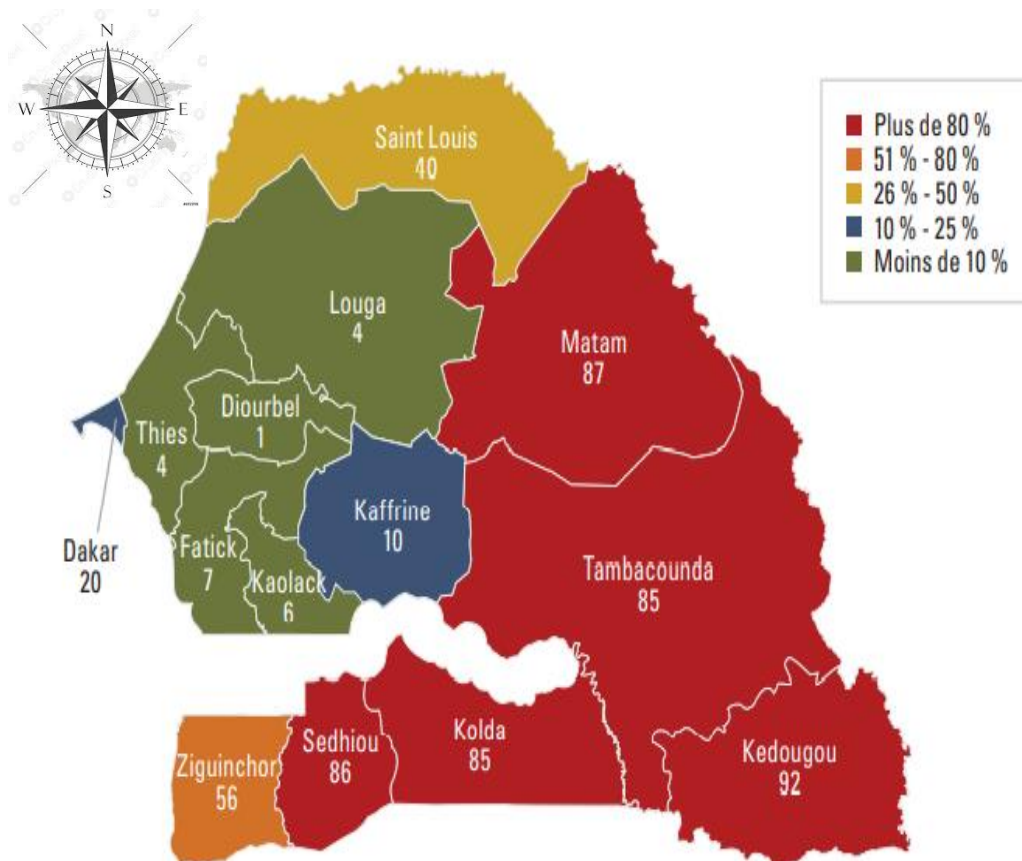 N
W
E
S
Saint Louis
40
Plus de 80 %
51 % - 80 %
26 % - 50 %
10 % - 25 %
Moins de 10 %
Louga
4
Matam
87
Diourbel
1
Thies
4
Kaffrine
10
Dakar
20
Fatick
7
Kaolack
6
Tambacounda
85
Ziguinchor
56
Sedhiou
86
Kolda
85
Kedougou
92